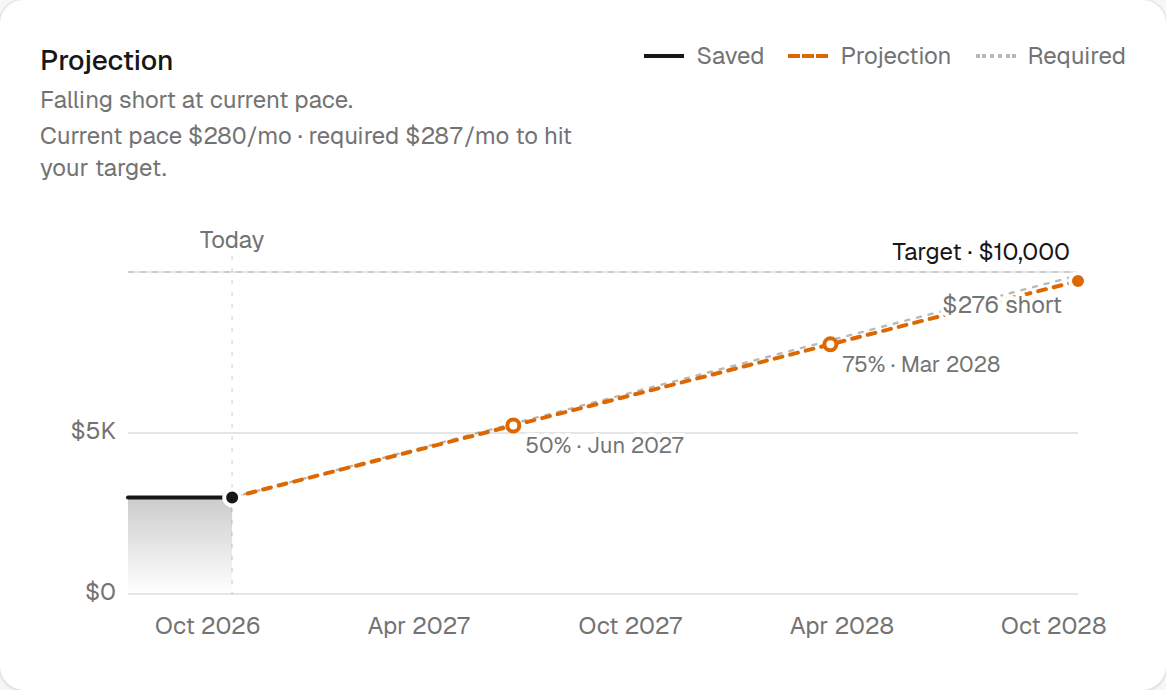 Projection
Saved
Projection
Required
Falling short at current pace.
Current pace $280/mo · required $287/mo to hit
your target.
Today
Target · $10,000
$276 short
75% · Mar 2028
$5K
50% · Jun 2027
$0
Oct 2026
Apr 2027
Oct 2027
Apr 2028
Oct 2028